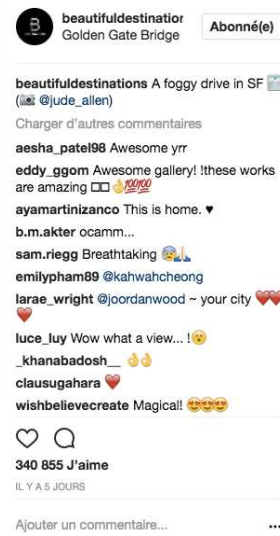 beautifuldestination
Golden Gate Bridge
Abonné(e)
beautifuldestinations A foggy drive in SF
(📷 @jude_allen)
Charger d'autres commentaires
aesha_patel98 Awesome yrr
eddy_ggom Awesome gallery! !these works
are amazing 👌💯💯
ayamartinizanco This is home. ♥
b.m.akter ocamm...
sam.riegg Breathtaking 😰🙏
emilypham89 @kahwahcheong
larae_wright @joordanwood ~ your city ❤❤
❤
luce_luy Wow what a view... !😮
_khanabadosh__ 👌👌
clausugahara ❤
wishbelievecreate Magical! 😍😍😍
340 855 J'aime
IL Y A 5 JOURS
Ajouter un commentaire...